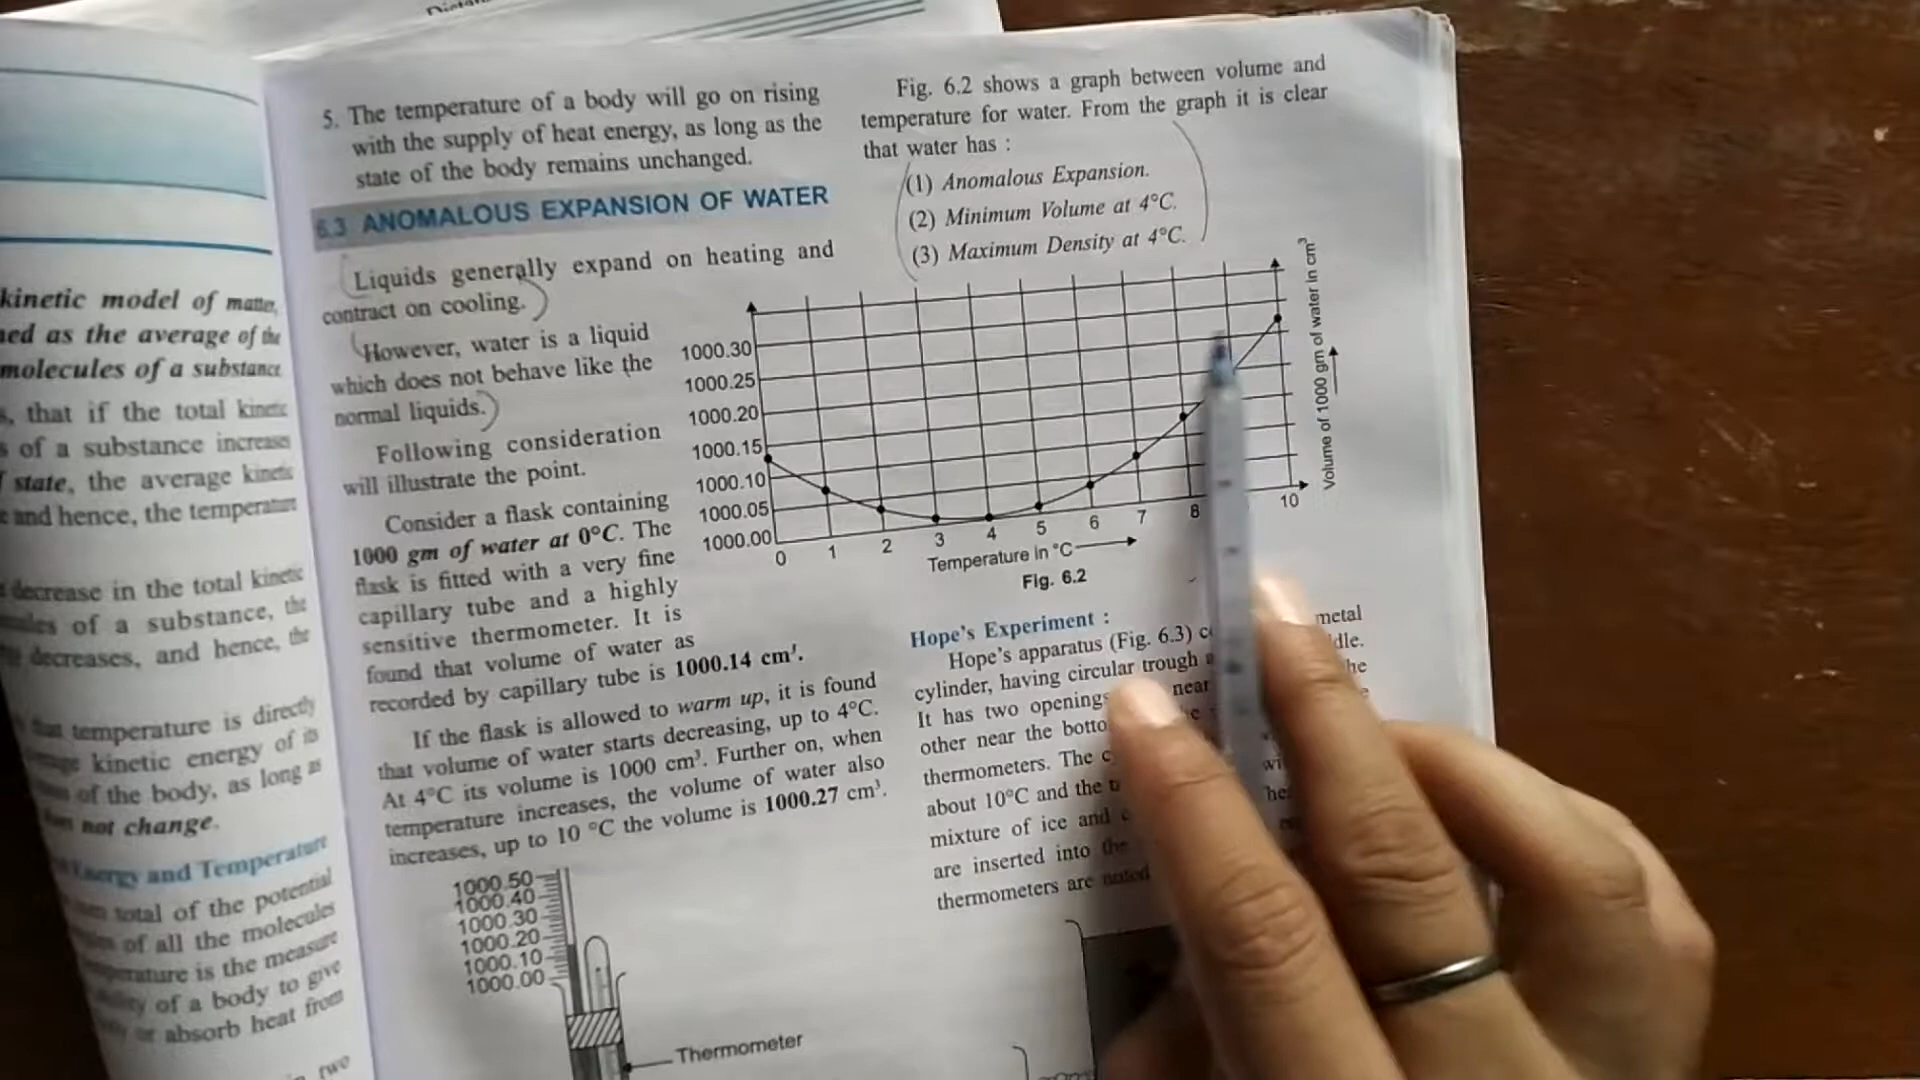 5. The temperature of a body will go on rising
with the supply of heat energy, as long as the
state of the body remains unchanged.
6.3 ANOMALOUS EXPANSION OF WATER
Liquids generally expand on heating and
contract on cooling.
However, water is a liquid
which does not behave like the
normal liquids.
Following consideration
will illustrate the point.
Consider a flask containing
1000 gm of water at 0°C. The
flask is fitted with a very fine
capillary tube and a highly
sensitive thermometer. It is
found that volume of water as
recorded by capillary tube is 1000.14 cm³.
If the flask is allowed to warm up, it is found
that volume of water starts decreasing, up to 4°C.
At 4°C its volume is 1000 cm³. Further on, when
temperature increases, the volume of water also
increases, up to 10 °C the volume is 1000.27 cm³.
1000.50
1000.40
1000.30
1000.20
1000.10
1000.00
Thermometer
Fig. 6.2 shows a graph between volume and
temperature for water. From the graph it is clear
that water has :
(1) Anomalous Expansion.
(2) Minimum Volume at 4°C.
(3) Maximum Density at 4°C.
1000.30
1000.25
1000.20
1000.15
1000.10
1000.05
1000.00
0 1 2 3 4 5 6 7 8 10
Temperature in °C
Volume of 1000 gm of water in cm³
Fig. 6.2
Hope's Experiment :
Hope's apparatus (Fig. 6.3) metal
cylinder, having circular trough
It has two openings near
other near the
thermometers. The
about 10°C and the
mixture of ice and
are inserted into the
thermometers are noted
kinetic model of matter,
as the average of the
molecules of a substance
, that if the total kinetic
of a substance increases
state, the average kinetic
and hence, the temperature
decrease in the total kinetic
of a substance, the
decreases, and hence, the
that temperature is directly
kinetic energy of its
of the body, as long as
not change.
Energy and Temperature
total of the potential
of all the molecules
is the measure
of a body to give
or absorb heat from
two